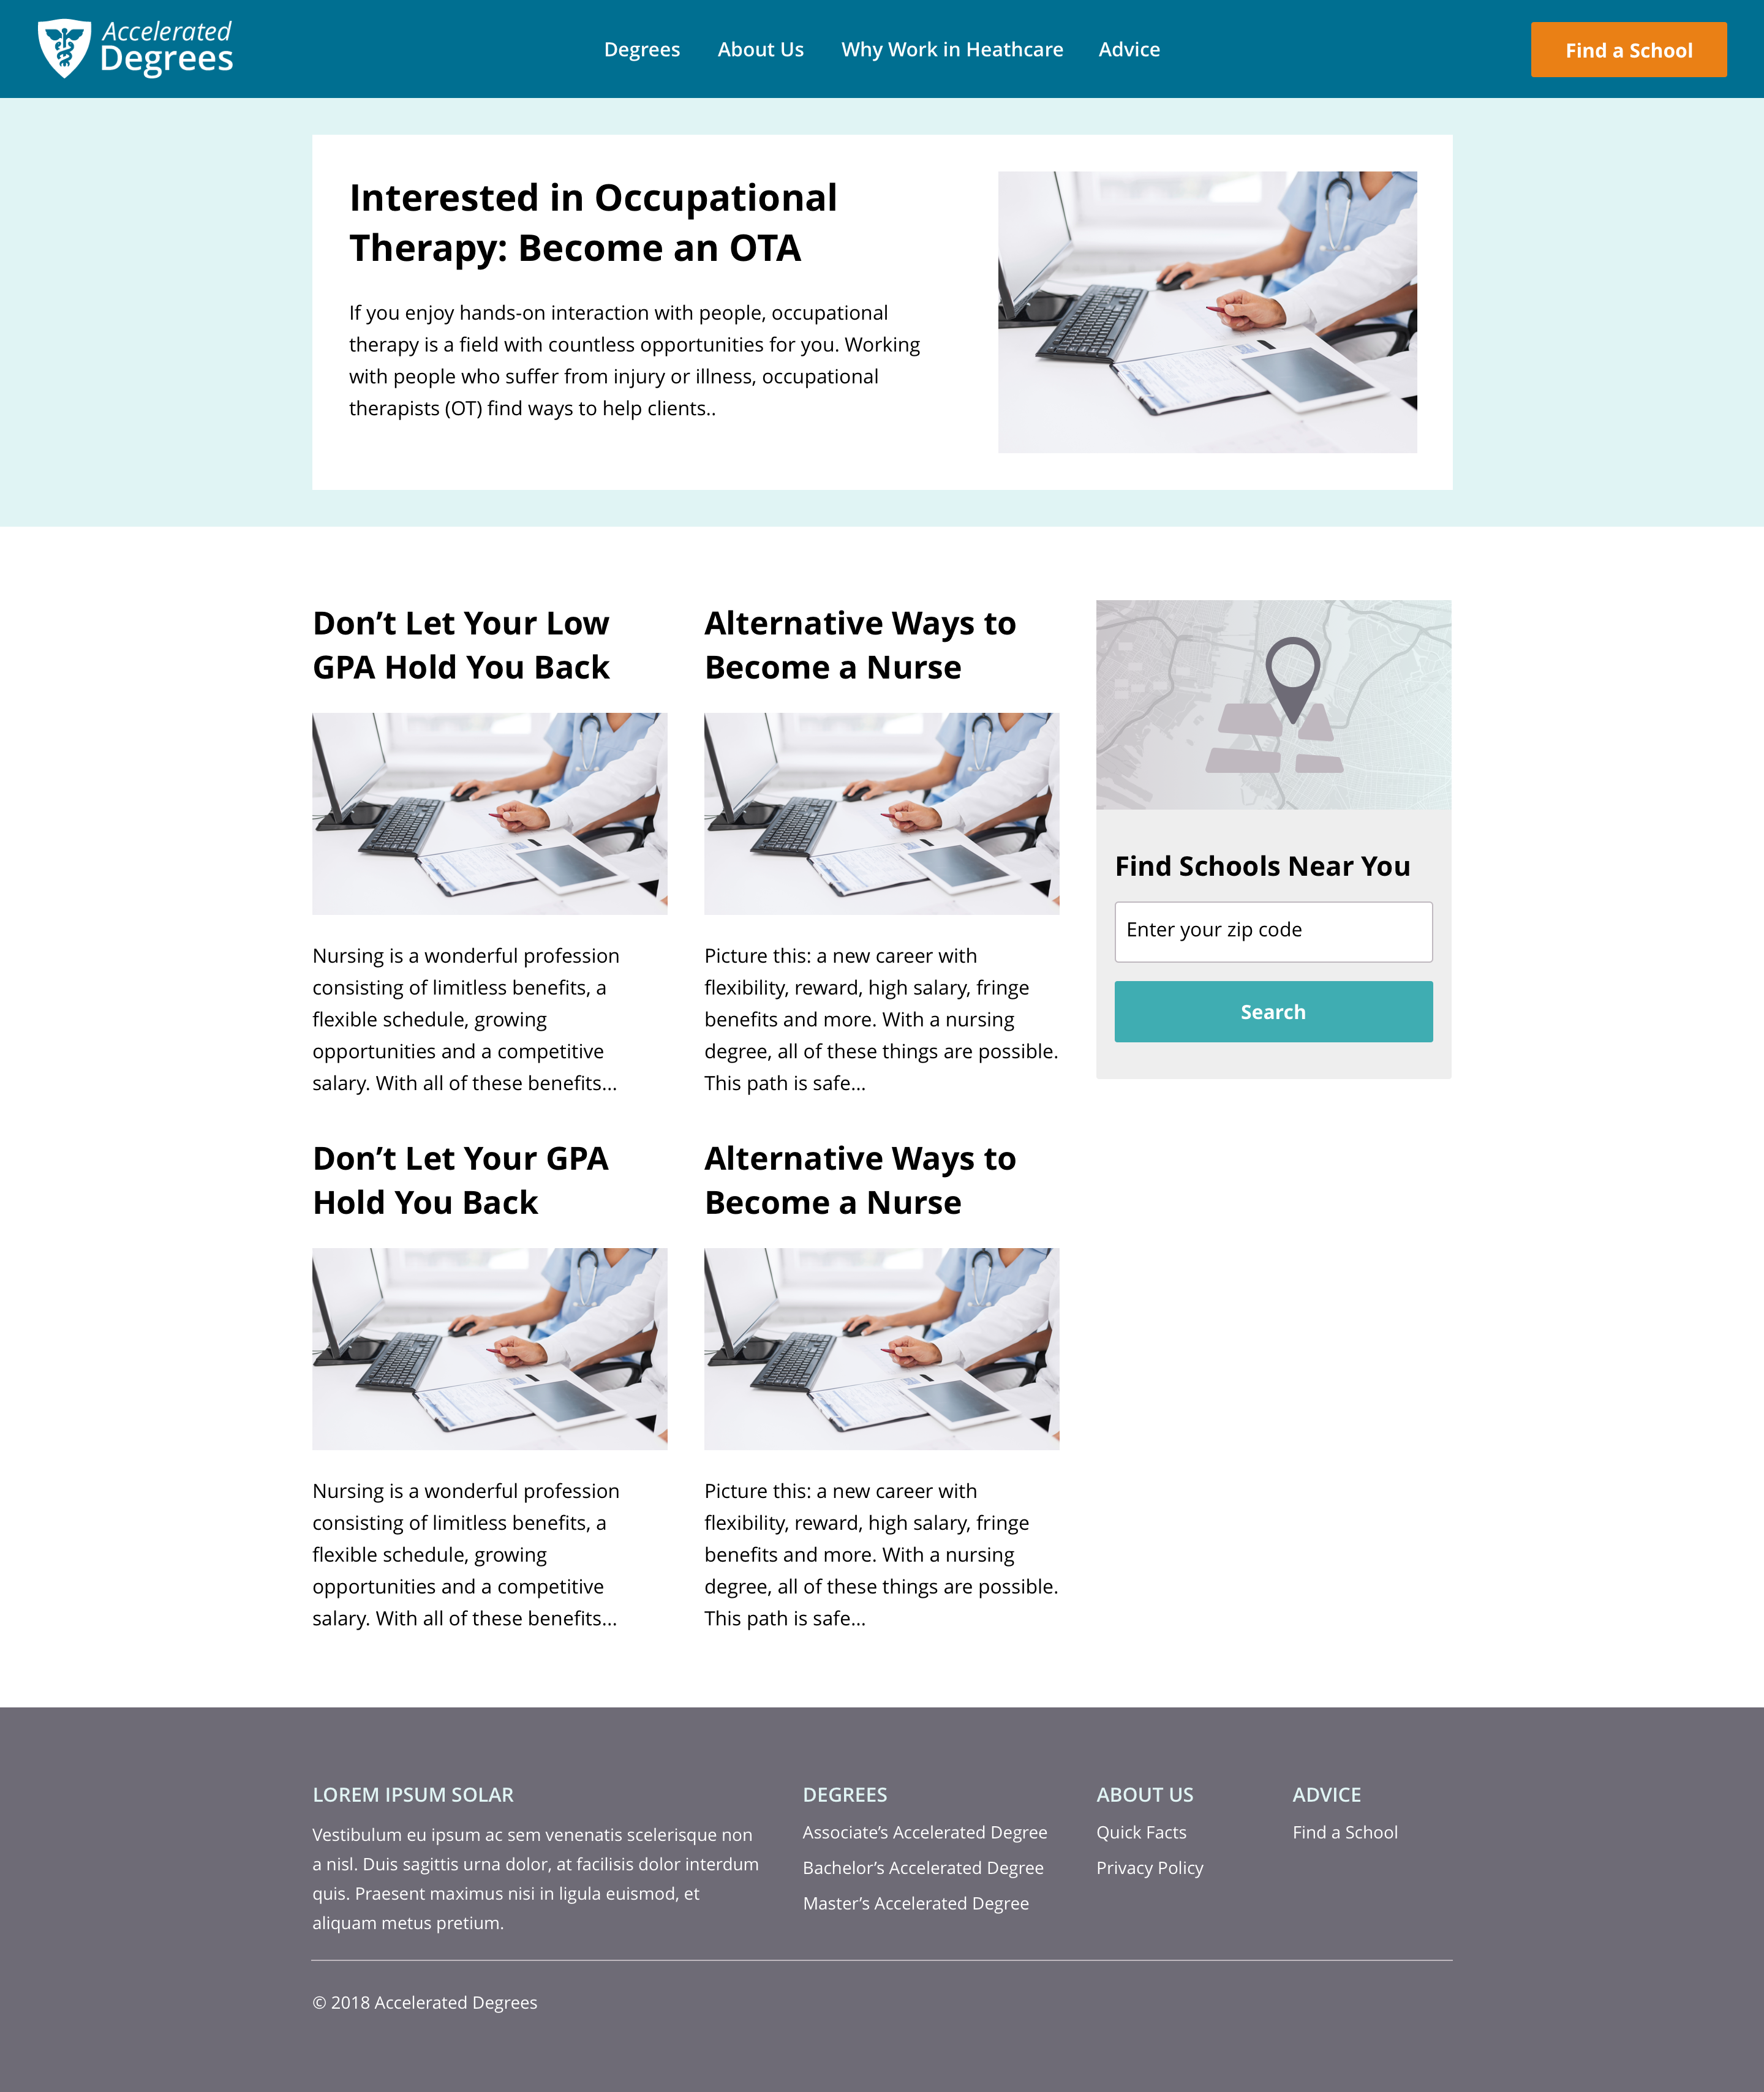 Accelerated
Degrees
Degrees About Us Why Work in Heathcare Advice
Find a School
Interested in Occupational
Therapy: Become an OTA
If you enjoy hands-on interaction with people, occupational
therapy is a field with countless opportunities for you. Working
with people who suffer from injury or illness, occupational
therapists (OT) find ways to help clients..
Don’t Let Your Low
GPA Hold You Back
Nursing is a wonderful profession
consisting of limitless benefits, a
flexible schedule, growing
opportunities and a competitive
salary. With all of these benefits...
Alternative Ways to
Become a Nurse
Picture this: a new career with
flexibility, reward, high salary, fringe
benefits and more. With a nursing
degree, all of these things are possible.
This path is safe...
Find Schools Near You
Enter your zip code
Search
Don’t Let Your GPA
Hold You Back
Nursing is a wonderful profession
consisting of limitless benefits, a
flexible schedule, growing
opportunities and a competitive
salary. With all of these benefits...
Alternative Ways to
Become a Nurse
Picture this: a new career with
flexibility, reward, high salary, fringe
benefits and more. With a nursing
degree, all of these things are possible.
This path is safe...
LOREM IPSUM SOLAR
Vestibulum eu ipsum ac sem venenatis scelerisque non
a nisl. Duis sagittis urna dolor, at facilisis dolor interdum
quis. Praesent maximus nisi in ligula euismod, et
aliquam metus pretium.
DEGREES
Associate’s Accelerated Degree
Bachelor’s Accelerated Degree
Master’s Accelerated Degree
ABOUT US
Quick Facts
Privacy Policy
ADVICE
Find a School
© 2018 Accelerated Degrees